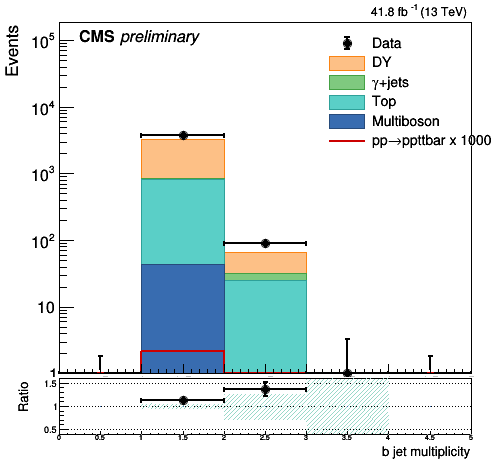 41.8 fb⁻¹ (13 TeV)
CMS preliminary
Events
10⁵
10⁴
10³
10²
10
1
Data
DY
γ+jets
Top
Multiboson
pp→ppttbar x 1000
Ratio
1.5
1
0.5
0 0.5 1 1.5 2 2.5 3 3.5 4 4.5 5
b jet multiplicity